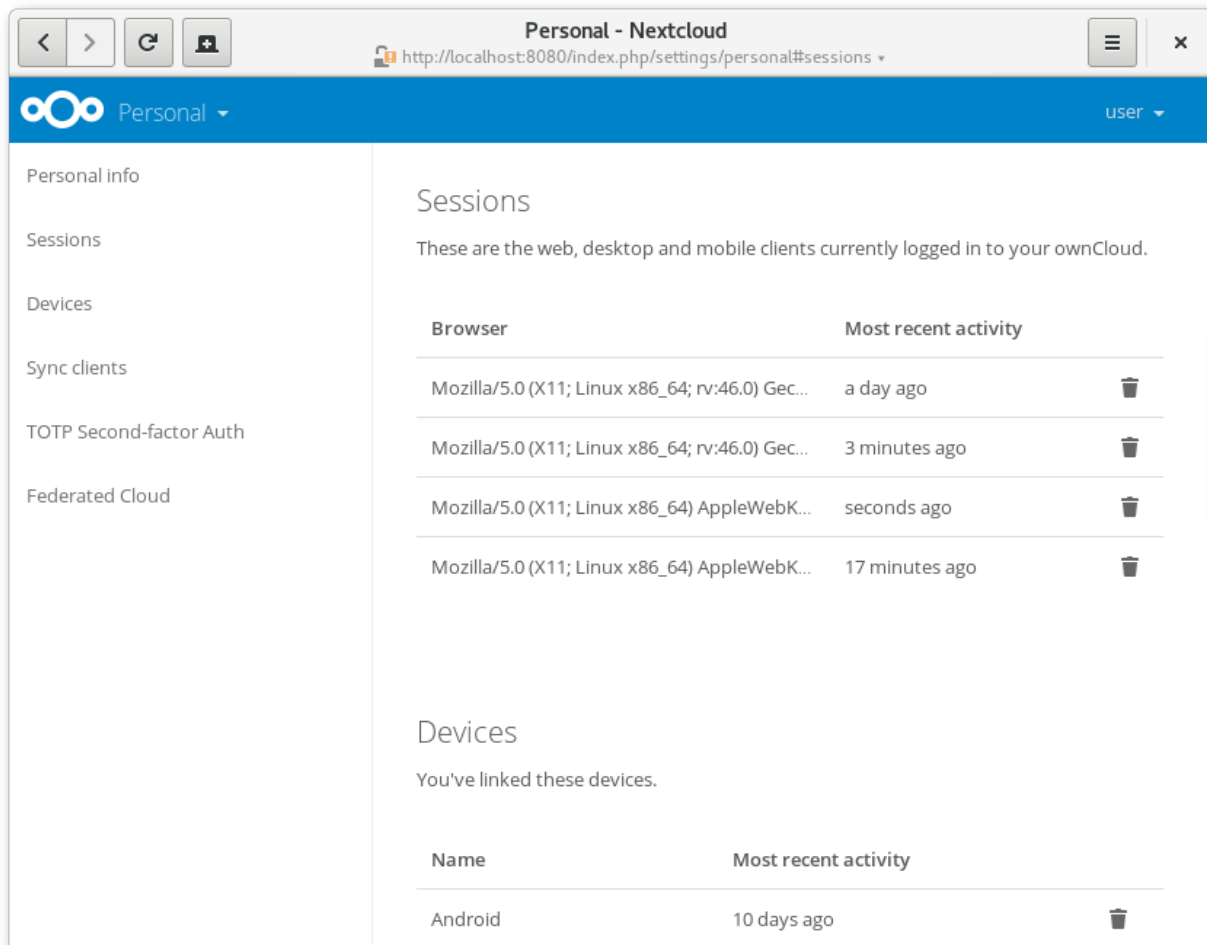 Personal - Nextcloud
http://localhost:8080/index.php/settings/personal#sessions
Personal
user
Personal info
Sessions
Devices
Sync clients
TOTP Second-factor Auth
Federated Cloud
Sessions
These are the web, desktop and mobile clients currently logged in to your ownCloud.
Browser Most recent activity
Mozilla/5.0 (X11; Linux x86_64; rv:46.0) Gec... a day ago
Mozilla/5.0 (X11; Linux x86_64; rv:46.0) Gec... 3 minutes ago
Mozilla/5.0 (X11; Linux x86_64) AppleWebK... seconds ago
Mozilla/5.0 (X11; Linux x86_64) AppleWebK... 17 minutes ago
Devices
You've linked these devices.
Name Most recent activity
Android 10 days ago